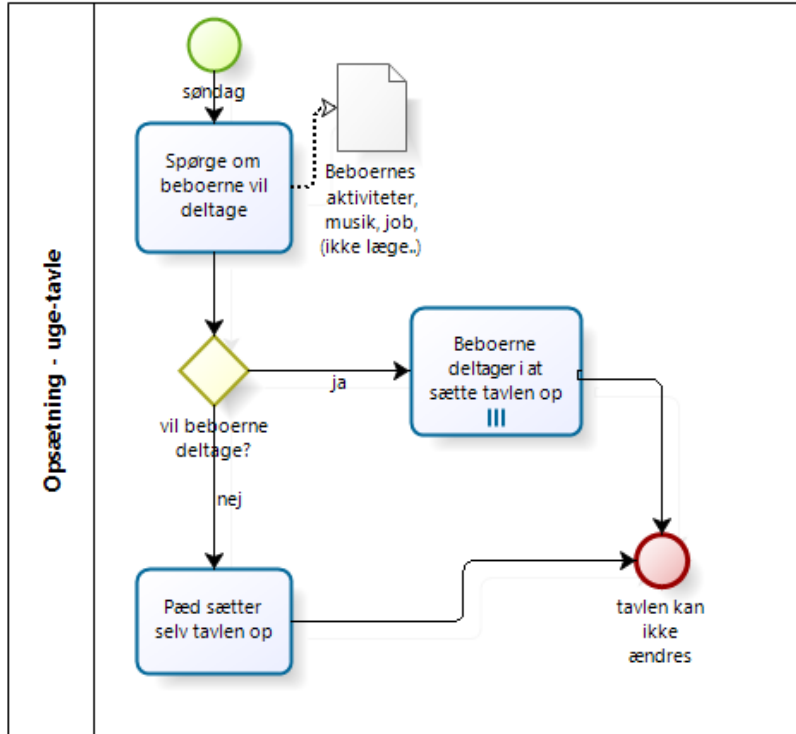 Opsætning - uge-tavle
søndag
Spørge om
beboerne vil
deltage
Beboernes
aktiviteter,
musik, job,
(ikke læge..)
vil beboerne
deltage?
ja
Beboerne
deltager i at
sætte tavlen op
nej
Pæd sætter
selv tavlen op
tavlen kan
ikke
ændres